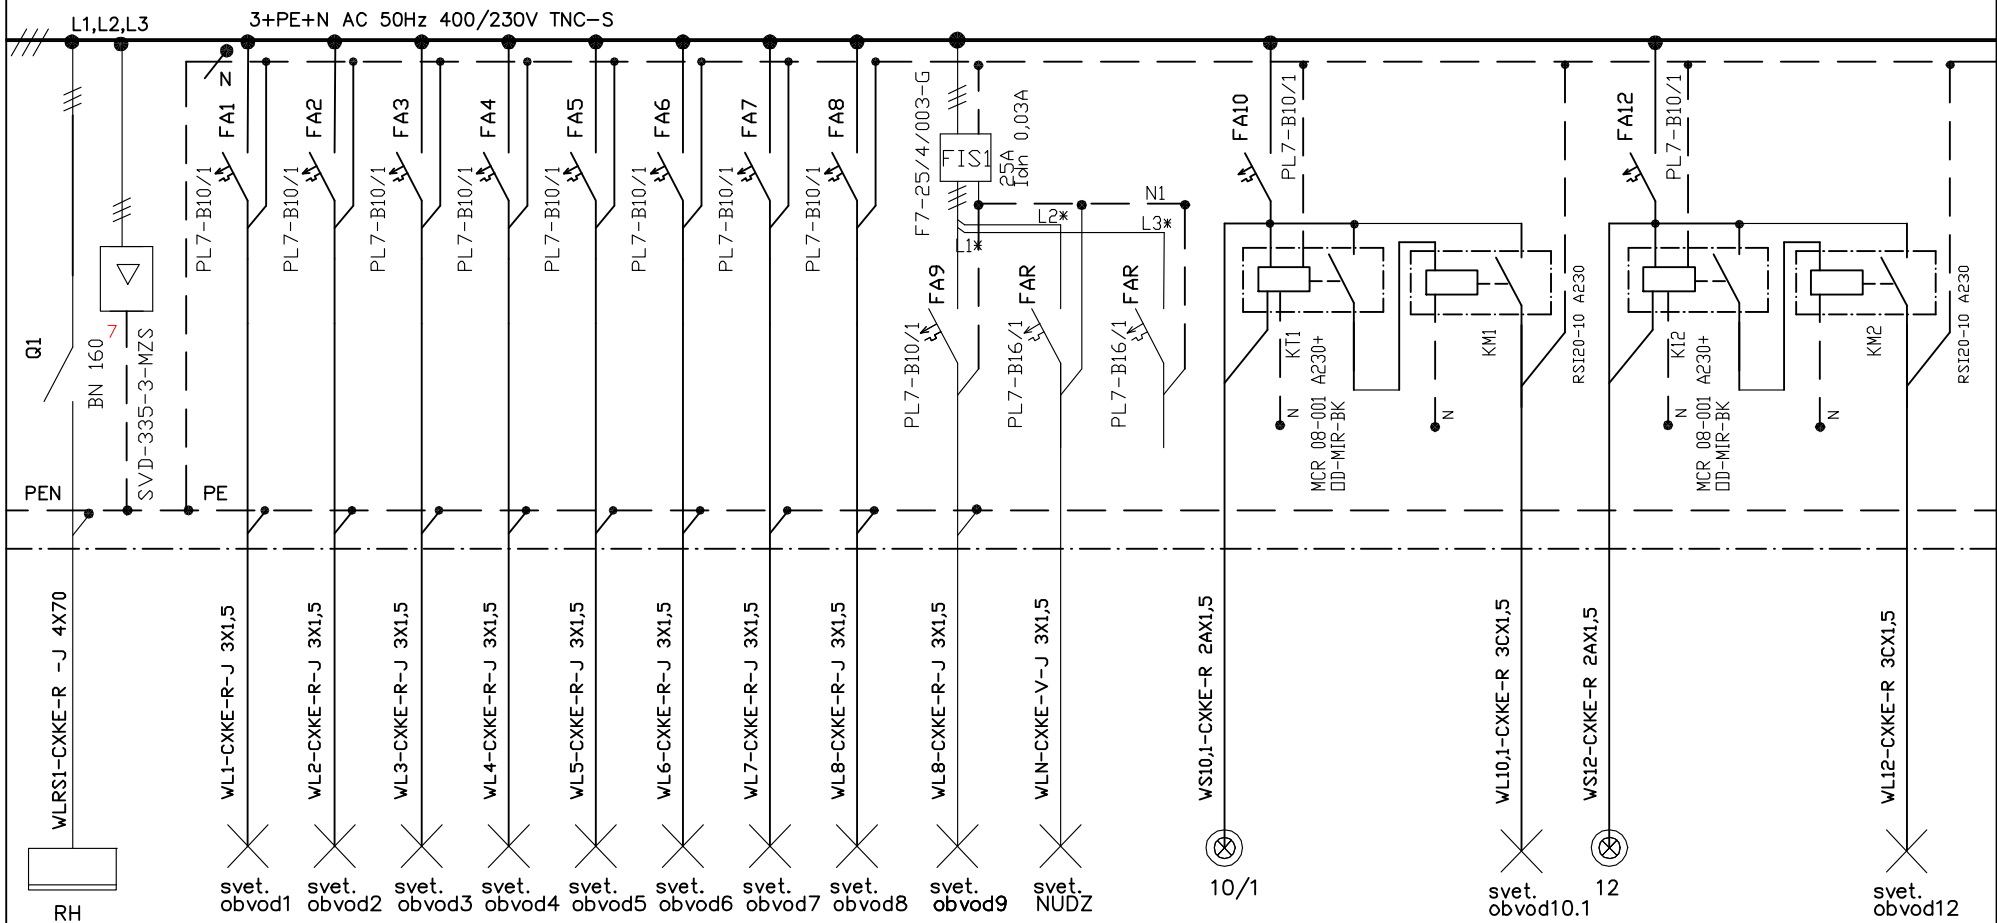 L1,L2,L3
3+PE+N AC 50Hz 400/230V TNC-S
N
FA1
PL7-B10/1
FA2
PL7-B10/1
FA3
PL7-B10/1
FA4
PL7-B10/1
FA5
PL7-B10/1
FA6
PL7-B10/1
FA7
PL7-B10/1
FA8
PL7-B10/1
F7-25/4/003-G
FIS1
25A
Idn 0,03A
N1
L1*
L2*
L3*
FA9
PL7-B10/1
FAR
PL7-B16/1
FAR
PL7-B16/1
FA10
PL7-B10/1
KT1
MCR 08-001 A230+
OD-MIR-BK
N
KM1
N
RSI20-10 A230
FA12
PL7-B10/1
K12
MCR 08-001 A230+
OD-MIR-BK
N
KM2
N
RSI20-10 A230
Q1
BN 160
7
SVD-335-3-MZS
PEN
PE
WLRS1-CXKE-R -J 4X70
WL1-CXKE-R-J 3X1,5
WL2-CXKE-R-J 3X1,5
WL3-CXKE-R-J 3X1,5
WL4-CXKE-R-J 3X1,5
WL5-CXKE-R-J 3X1,5
WL6-CXKE-R-J 3X1,5
WL7-CXKE-R-J 3X1,5
WL8-CXKE-R-J 3X1,5
WL8-CXKE-R-J 3X1,5
WLN-CXKE-V-J 3X1,5
WS10,1-CXKE-R 2AX1,5
WL10,1-CXKE-R 3CX1,5
WS12-CXKE-R 2AX1,5
WL12-CXKE-R 3CX1,5
RH
svet.
obvod1
svet.
obvod2
svet.
obvod3
svet.
obvod4
svet.
obvod5
svet.
obvod6
svet.
obvod7
svet.
obvod8
svet.
obvod9
svet.
NUDZ
10/1
svet.
obvod10.1
12
svet.
obvod12